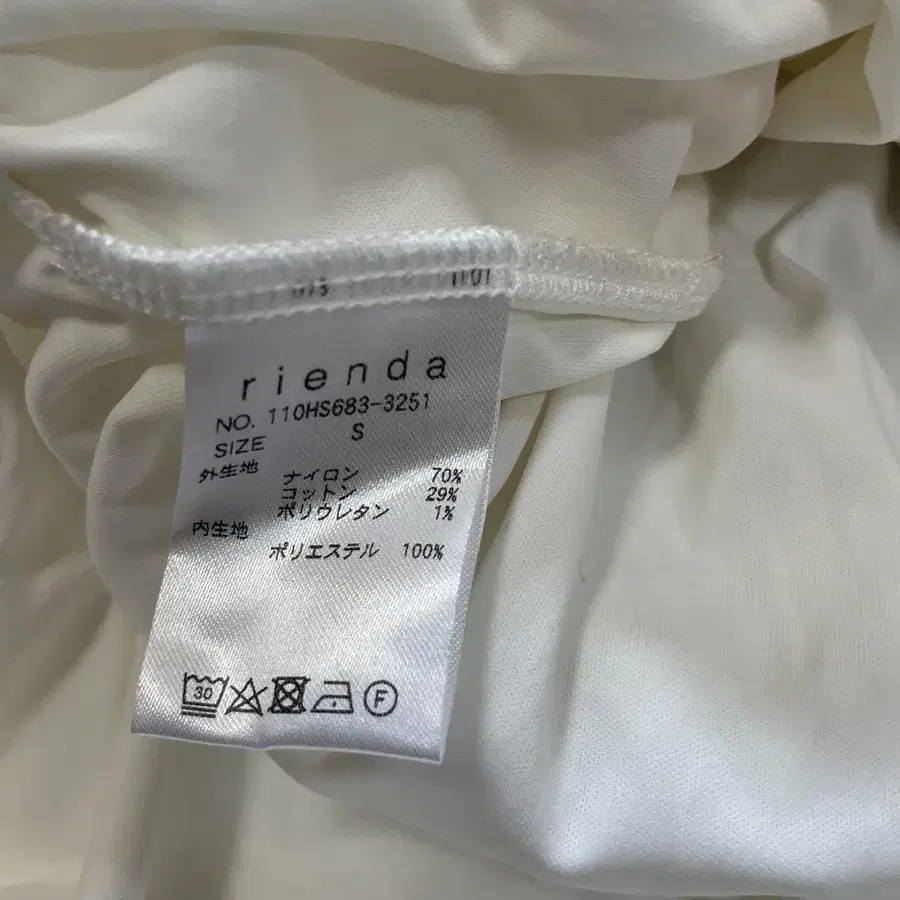 rienda
NO. 110HS683-3251
SIZE S
外生地
ナイロン 70%
コットン 29%
ポリウレタン 1%
内生地
ポリエステル 100%
30
F